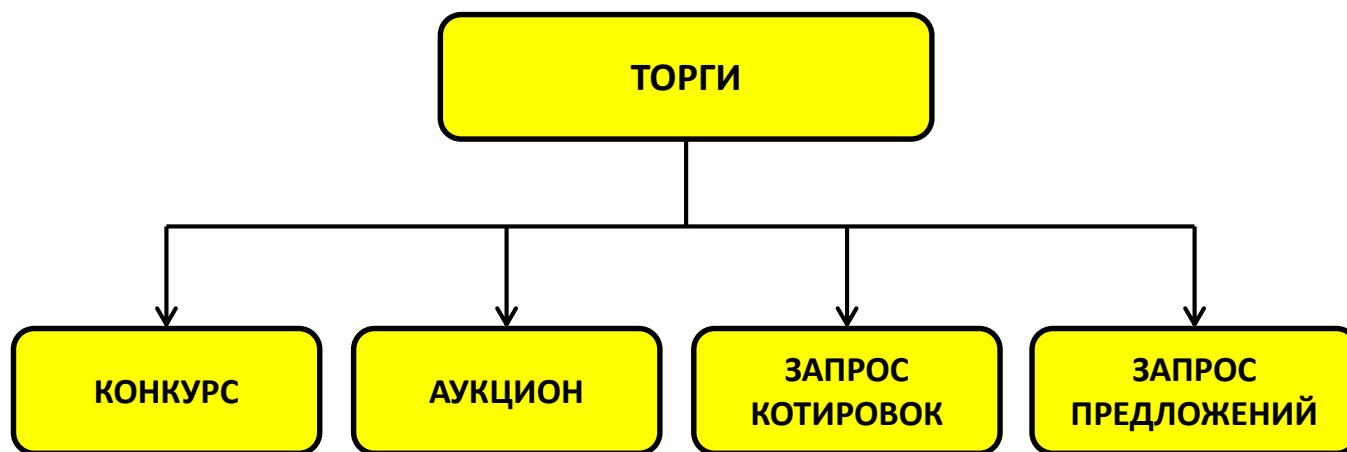 ТОРГИ
КОНКУРС
АУКЦИОН
ЗАПРОС
КОТИРОВОК
ЗАПРОС
ПРЕДЛОЖЕНИЙ